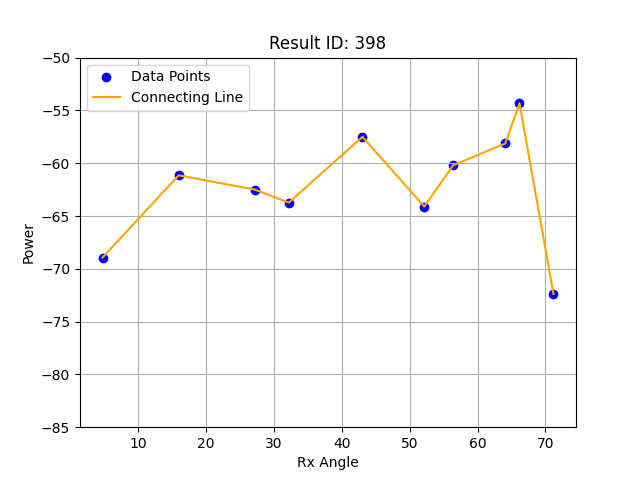 Result ID: 398
Data Points
Connecting Line
−50
−55
−60
−65
−70
−75
−80
−85
Power
10 20 30 40 50 60 70
Rx Angle